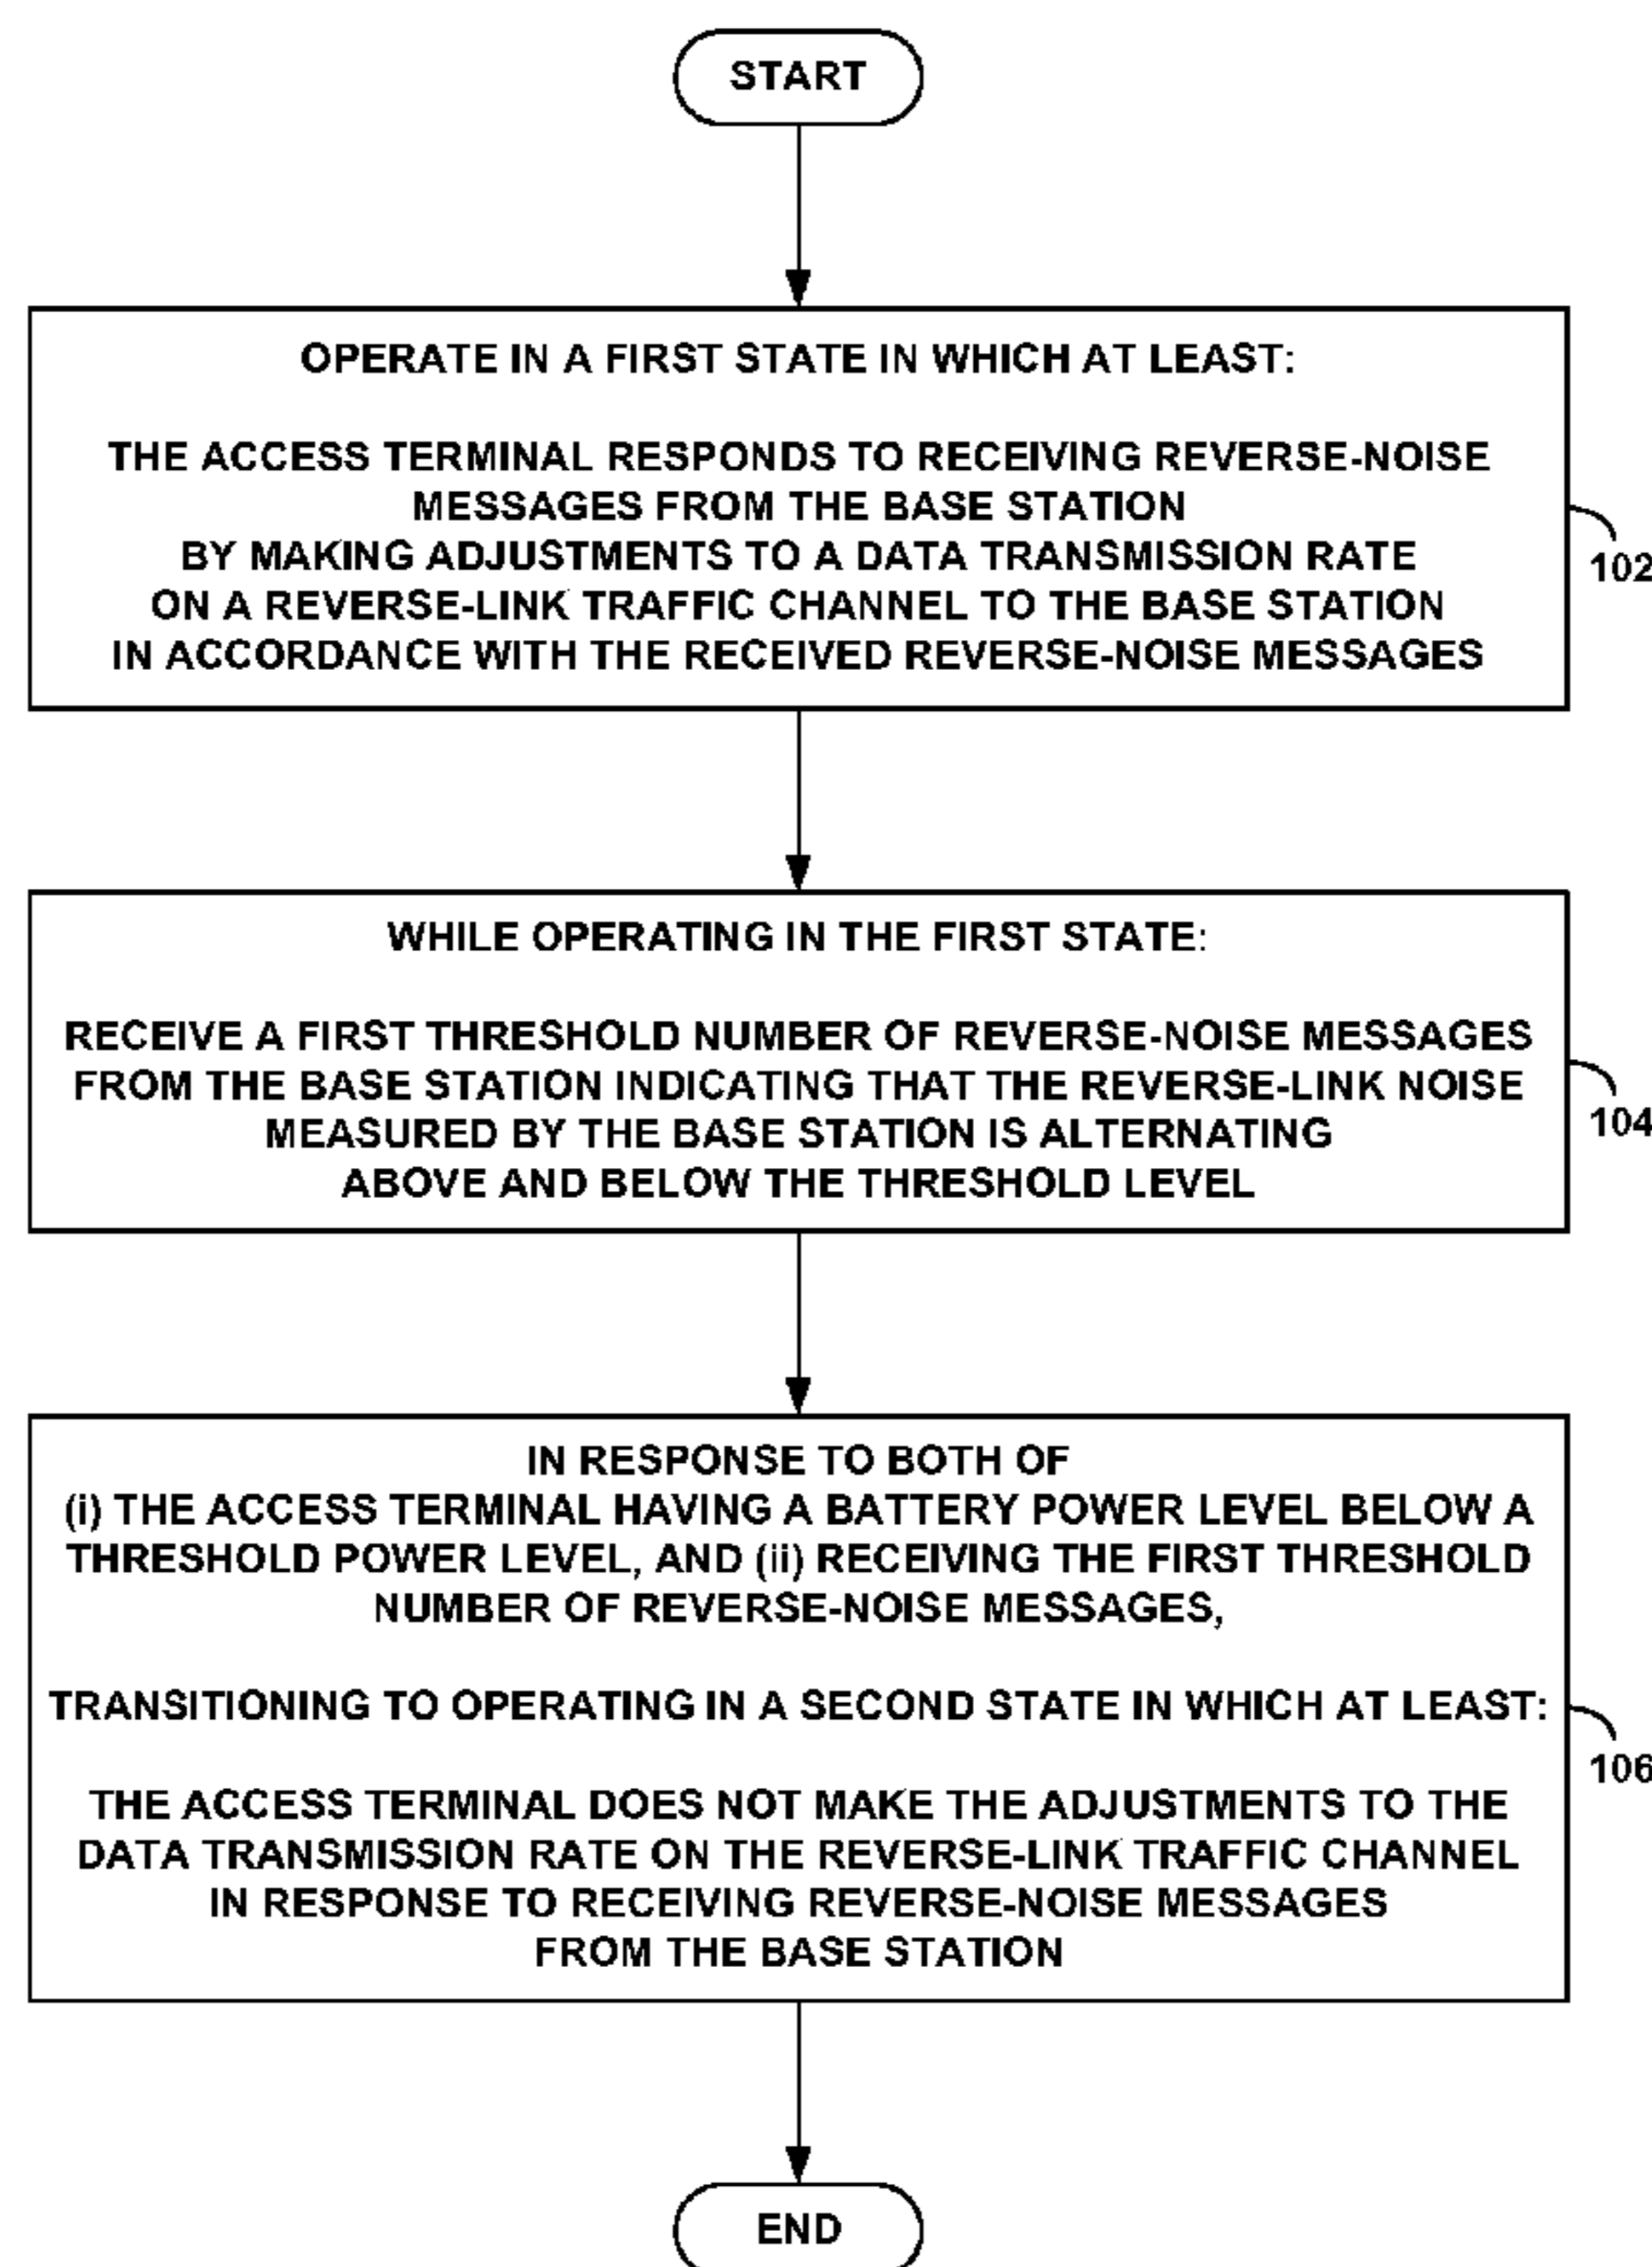 START
OPERATE IN A FIRST STATE IN WHICH AT LEAST:
THE ACCESS TERMINAL RESPONDS TO RECEIVING REVERSE-NOISE
MESSAGES FROM THE BASE STATION
BY MAKING ADJUSTMENTS TO A DATA TRANSMISSION RATE
ON A REVERSE-LINK TRAFFIC CHANNEL TO THE BASE STATION
IN ACCORDANCE WITH THE RECEIVED REVERSE-NOISE MESSAGES
102
WHILE OPERATING IN THE FIRST STATE:
RECEIVE A FIRST THRESHOLD NUMBER OF REVERSE-NOISE MESSAGES
FROM THE BASE STATION INDICATING THAT THE REVERSE-LINK NOISE
MEASURED BY THE BASE STATION IS ALTERNATING
ABOVE AND BELOW THE THRESHOLD LEVEL
104
IN RESPONSE TO BOTH OF
(i) THE ACCESS TERMINAL HAVING A BATTERY POWER LEVEL BELOW A
THRESHOLD POWER LEVEL, AND (ii) RECEIVING THE FIRST THRESHOLD
NUMBER OF REVERSE-NOISE MESSAGES,
TRANSITIONING TO OPERATING IN A SECOND STATE IN WHICH AT LEAST:
THE ACCESS TERMINAL DOES NOT MAKE THE ADJUSTMENTS TO THE
DATA TRANSMISSION RATE ON THE REVERSE-LINK TRAFFIC CHANNEL
IN RESPONSE TO RECEIVING REVERSE-NOISE MESSAGES
FROM THE BASE STATION
106
END